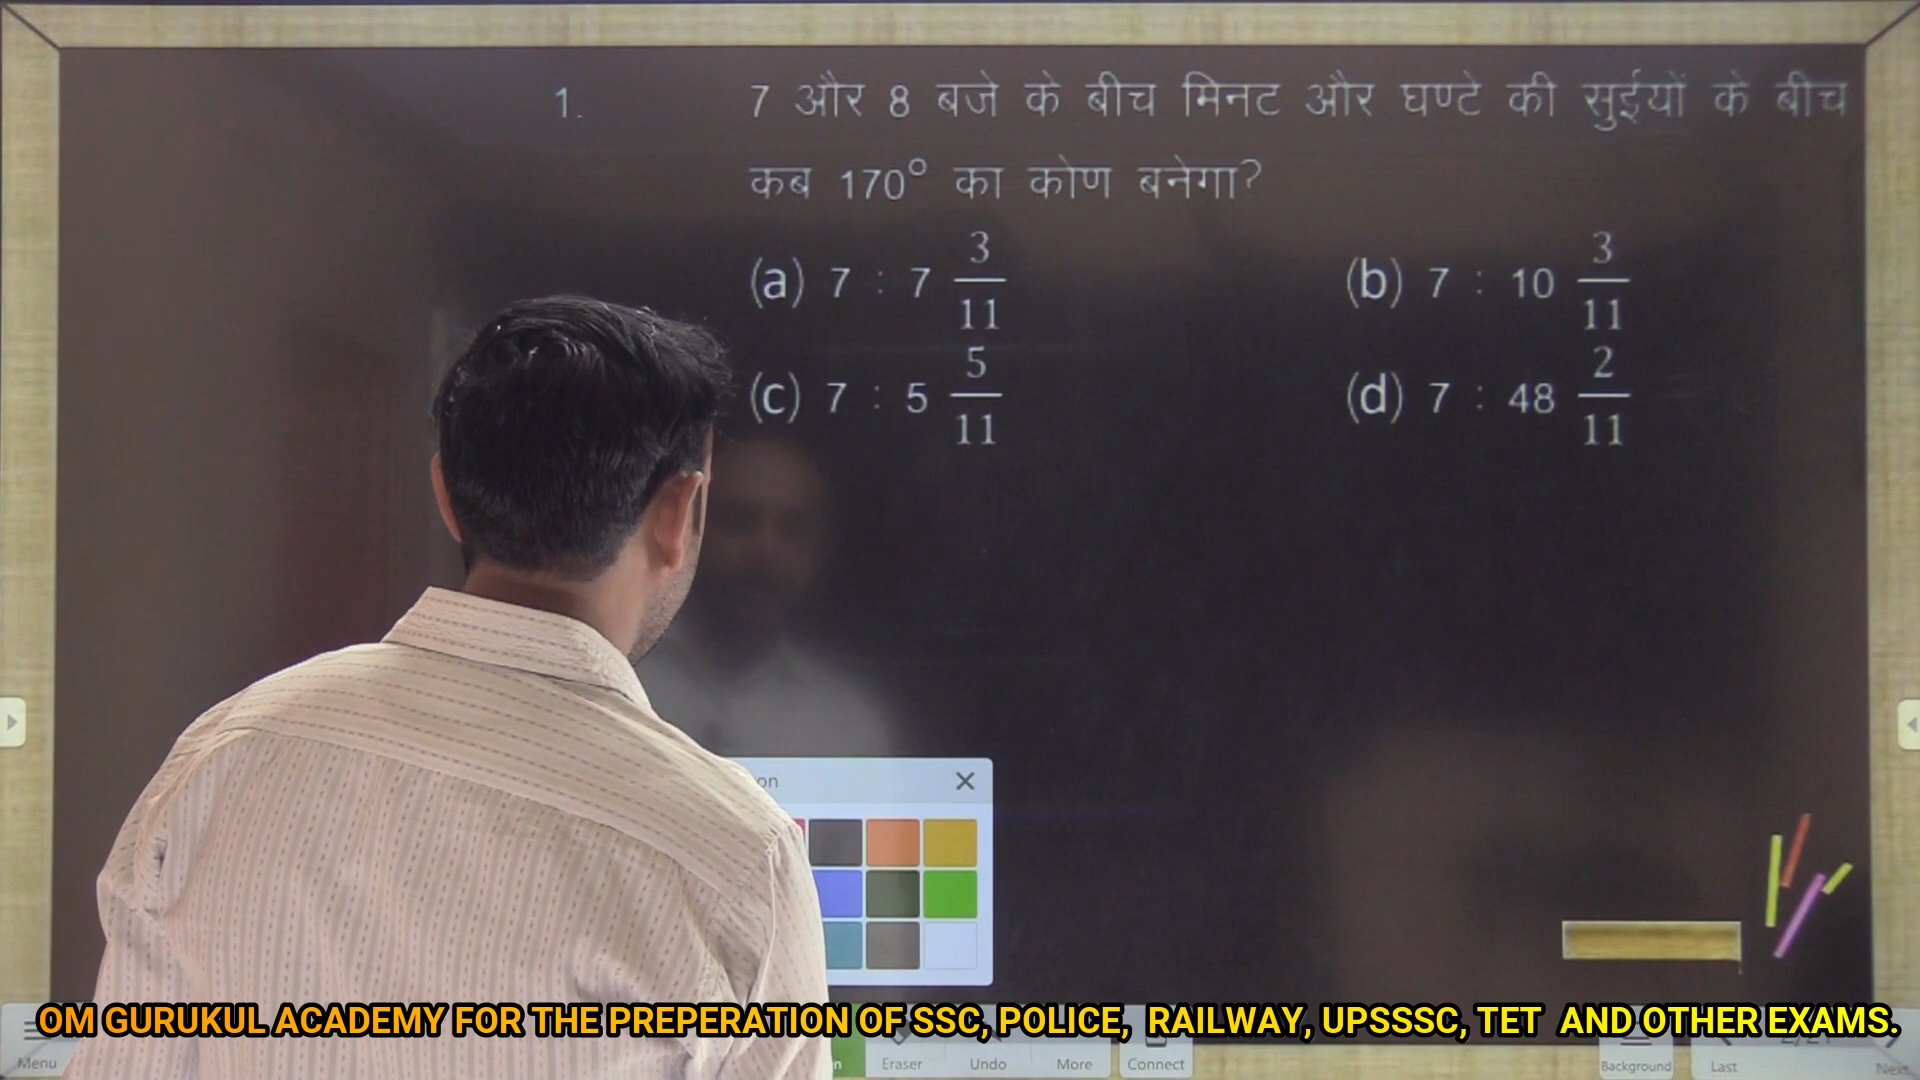 1. 7 और 8 बजे के बीच मिनट और घण्टे की सुईयों के बीच
कब 170° का कोण बनेगा?
(a) 7 : 7 3/11 (b) 7 : 10 3/11
(c) 7 : 5 5/11 (d) 7 : 48 2/11
on
OM GURUKUL ACADEMY FOR THE PREPERATION OF SSC, POLICE, RAILWAY, UPSSSC, TET AND OTHER EXAMS.
Menu n Eraser Undo More Connect Background Last Next